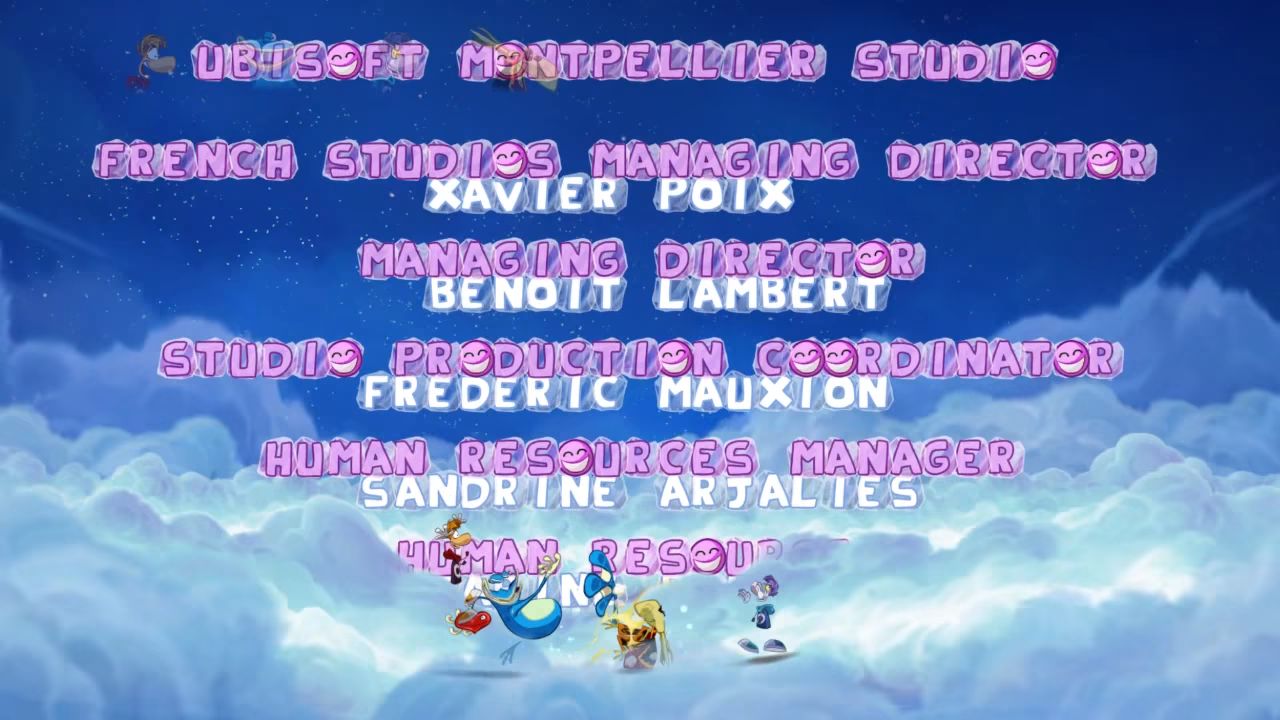 UBISOFT MONTPELLIER STUDIO
FRENCH STUDIOS MANAGING DIRECTOR
XAVIER POIX
MANAGING DIRECTOR
BENOIT LAMBERT
STUDIO PRODUCTION COORDINATOR
FREDERIC MAUXION
HUMAN RESOURCES MANAGER
SANDRINE ARJALIES
HUMAN